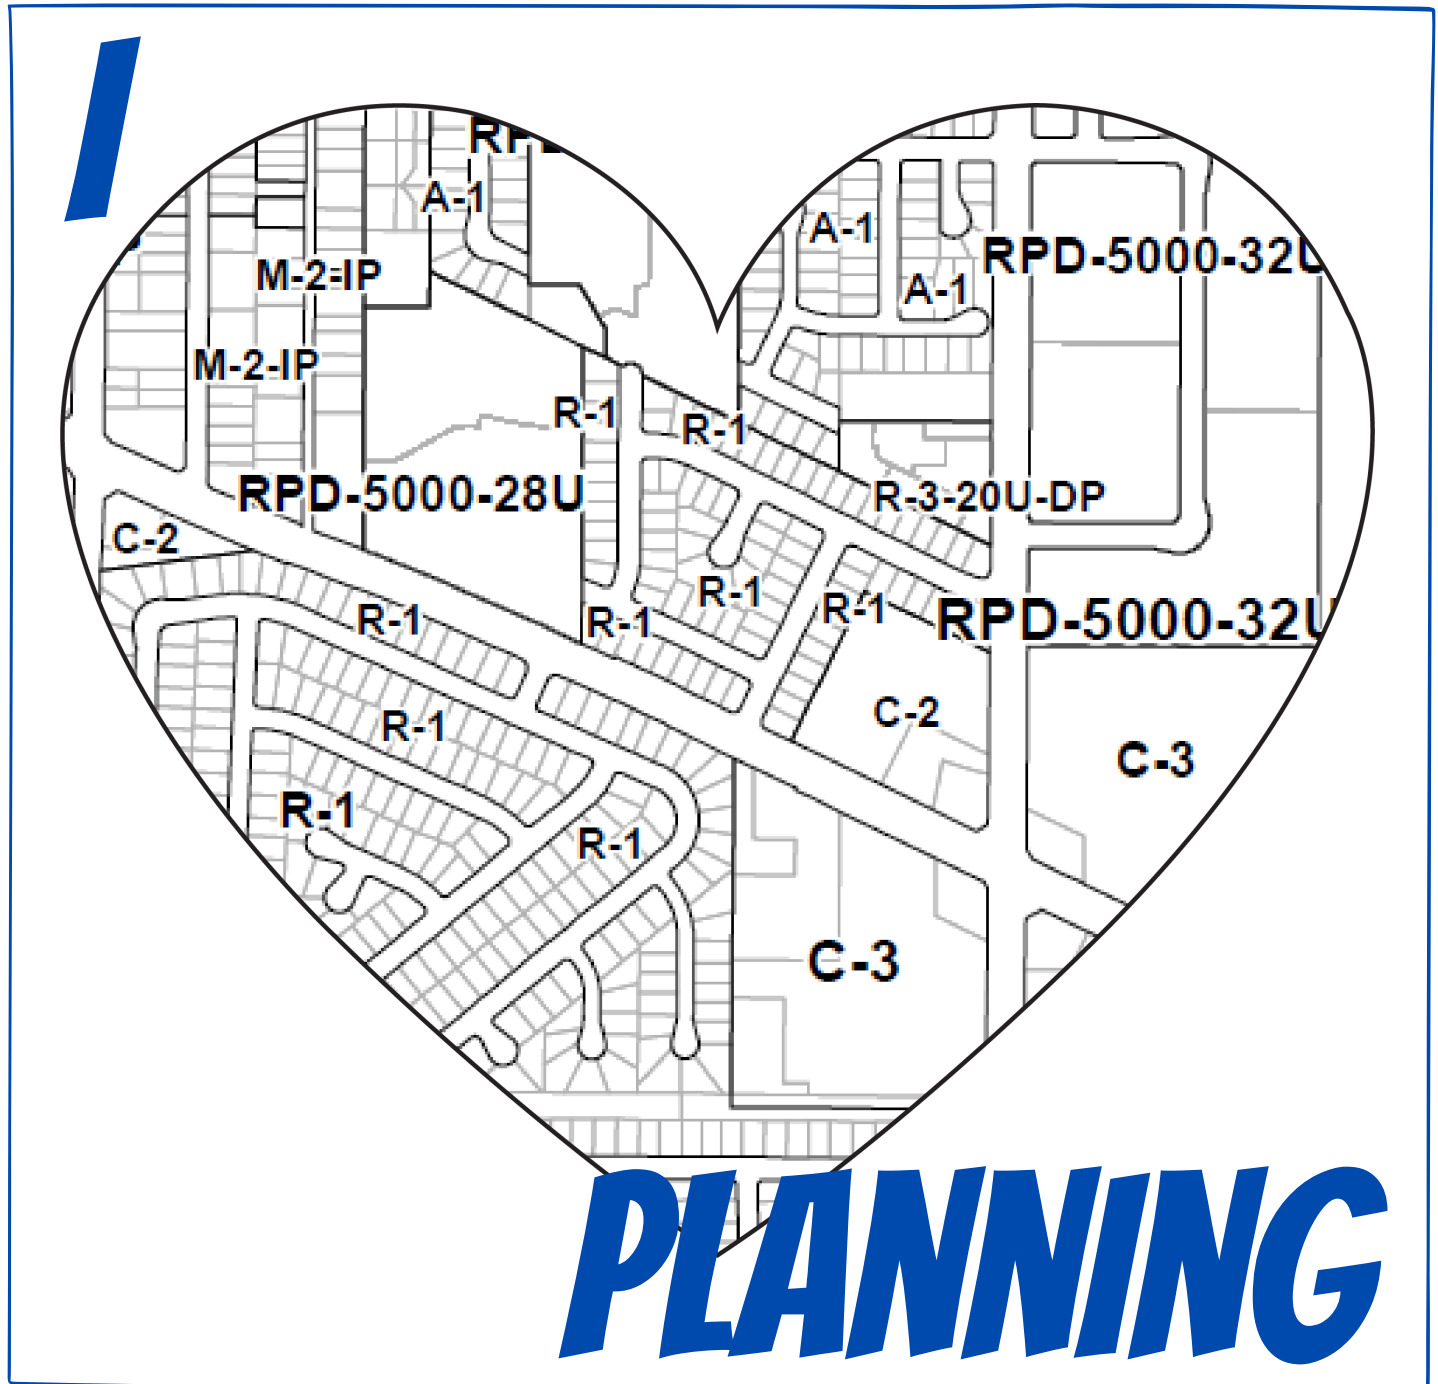 I
A-1
A-1
RPD-5000-32U
M-2-IP
A-1
M-2-IP
R-1
R-1
RPD-5000-28U
R-3-20U-DP
C-2
R-1
R-1
R-1
R-1
RPD-5000-32U
R-1
C-2
C-3
R-1
R-1
C-3
PLANNING